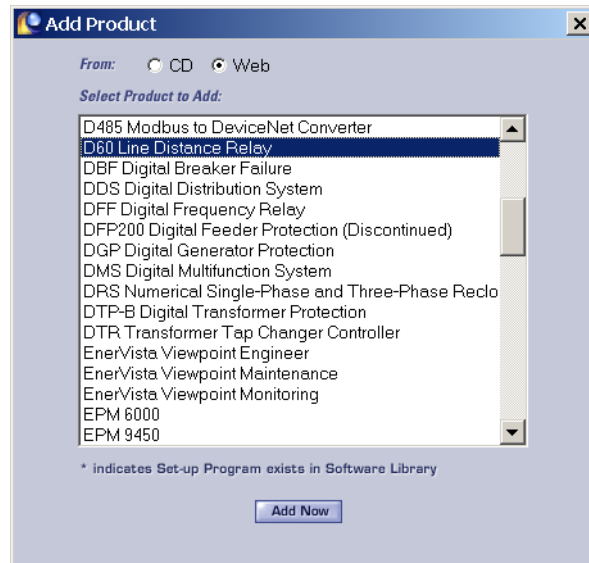 Add Product
From: CD Web
Select Product to Add:
D485 Modbus to DeviceNet Converter
D60 Line Distance Relay
DBF Digital Breaker Failure
DDS Digital Distribution System
DFF Digital Frequency Relay
DFP200 Digital Feeder Protection (Discontinued)
DGP Digital Generator Protection
DMS Digital Multifunction System
DRS Numerical Single-Phase and Three-Phase Reclo
DTP-B Digital Transformer Protection
DTR Transformer Tap Changer Controller
EnerVista Viewpoint Engineer
EnerVista Viewpoint Maintenance
EnerVista Viewpoint Monitoring
EPM 6000
EPM 9450
* indicates Set-up Program exists in Software Library
Add Now